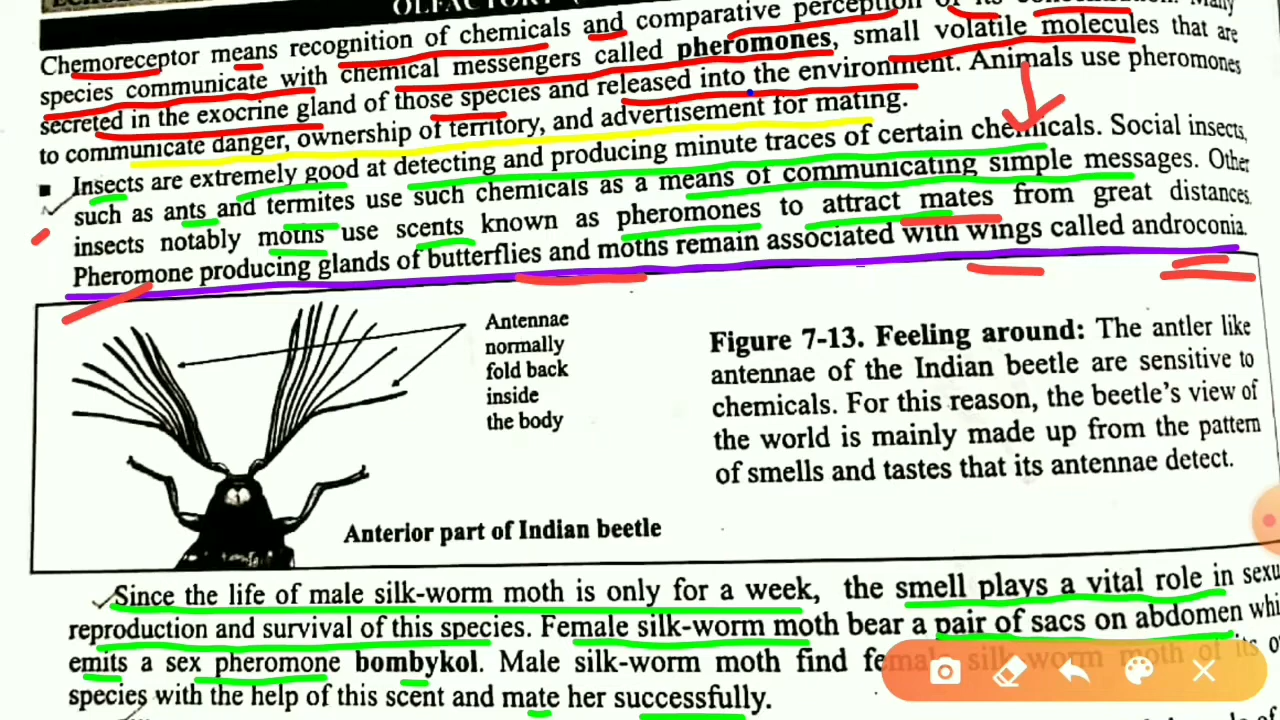 OLFACTORY
Chemoreceptor means recognition of chemicals and comparative perception of its concentration. Many
species communicate with chemical messengers called pheromones, small volatile molecules that are
secreted in the exocrine gland of those species and released into the environment. Animals use pheromones
to communicate danger, ownership of territory, and advertisement for mating.
■ Insects are extremely good at detecting and producing minute traces of certain chemicals. Social insects,
such as ants and termites use such chemicals as a means of communicating simple messages. Other
insects notably moths use scents known as pheromones to attract mates from great distances.
Pheromone producing glands of butterflies and moths remain associated with wings called androconia.
Antennae
normally
fold back
inside
the body
Anterior part of Indian beetle
Figure 7-13. Feeling around: The antler like
antennae of the Indian beetle are sensitive to
chemicals. For this reason, the beetle's view of
the world is mainly made up from the pattern
of smells and tastes that its antennae detect.
Since the life of male silk-worm moth is only for a week, the smell plays a vital role in sexu
reproduction and survival of this species. Female silk-worm moth bear a pair of sacs on abdomen whi
emits a sex pheromone bombykol. Male silk-worm moth find female silk worm moth of its o
species with the help of this scent and mate her successfully.